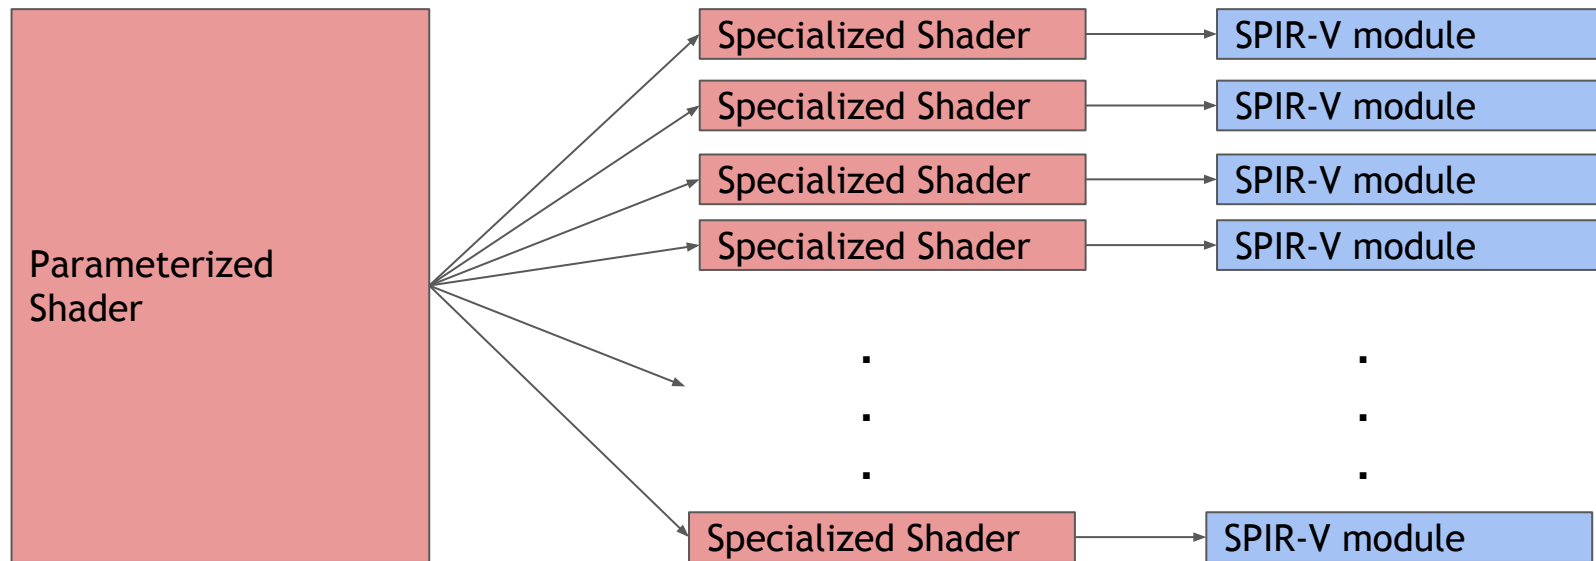 Specialized Shader
SPIR-V module
Specialized Shader
SPIR-V module
Specialized Shader
SPIR-V module
Specialized Shader
SPIR-V module
Parameterized
Shader
.
.
.
.
.
.
Specialized Shader
SPIR-V module